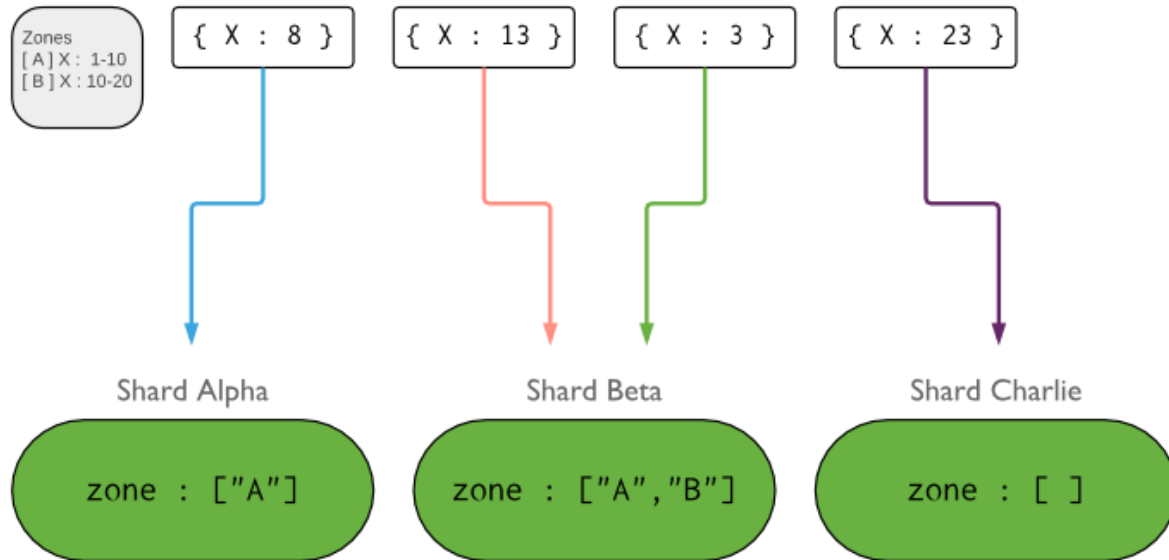 Zones
[ A ] X :  1-10
[ B ] X : 10-20
{ X : 8 }
{ X : 13 }
{ X : 3 }
{ X : 23 }
Shard Alpha
Shard Beta
Shard Charlie
zone : ["A"]
zone : ["A","B"]
zone : [ ]